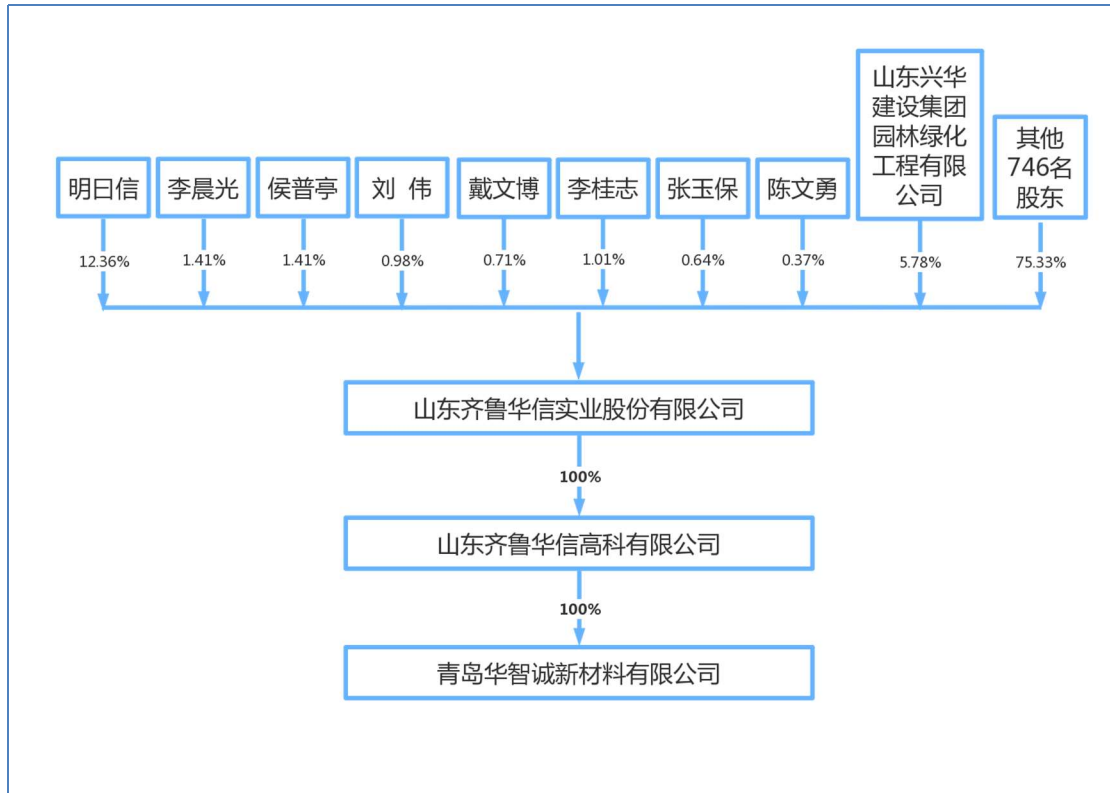 明曰信
李晨光
侯普亭
刘 伟
戴文博
李桂志
张玉保
陈文勇
山东兴华
建设集团
园林绿化
工程有限
公司
其他
746名
股东
12.36%
1.41%
1.41%
0.98%
0.71%
1.01%
0.64%
0.37%
5.78%
75.33%
山东齐鲁华信实业股份有限公司
100%
山东齐鲁华信高科有限公司
100%
青岛华智诚新材料有限公司